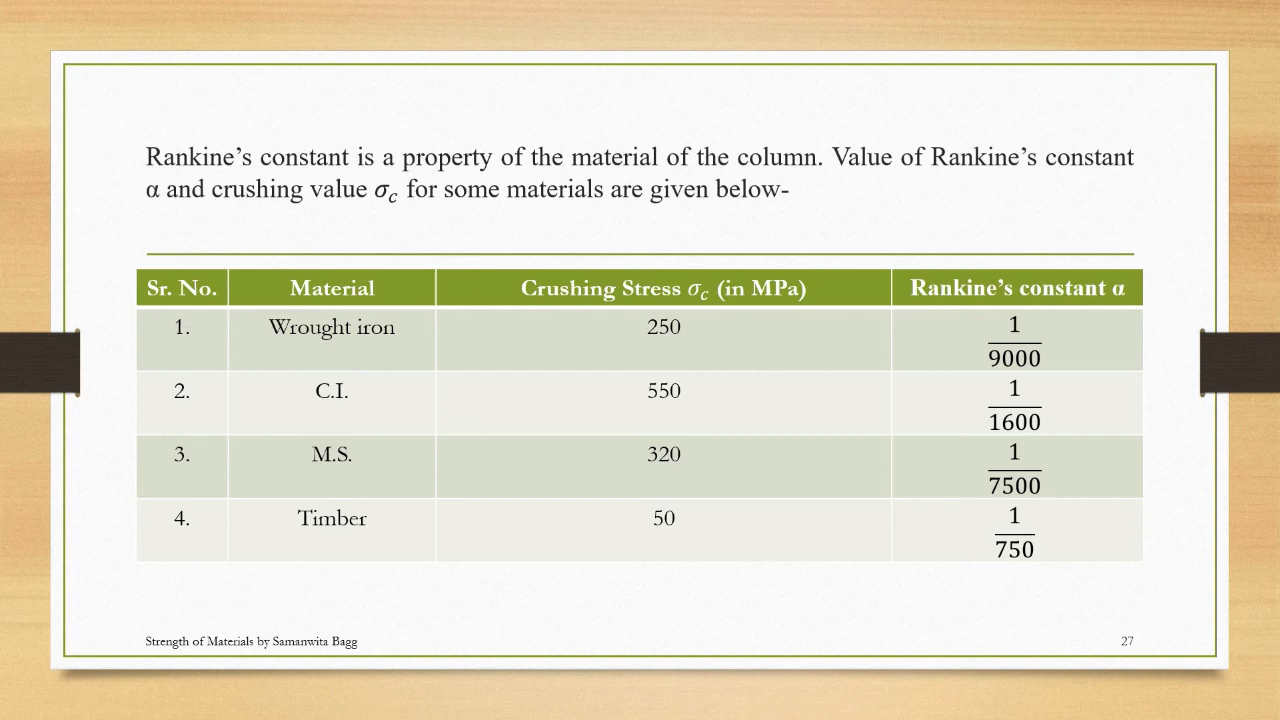 Rankine’s constant is a property of the material of the column. Value of Rankine’s constant
α and crushing value σc for some materials are given below-
Sr. No. Material Crushing Stress σc (in MPa) Rankine’s constant α
1. Wrought iron 250 1/9000
2. C.I. 550 1/1600
3. M.S. 320 1/7500
4. Timber 50 1/750
Strength of Materials by Samanwita Bagg 27